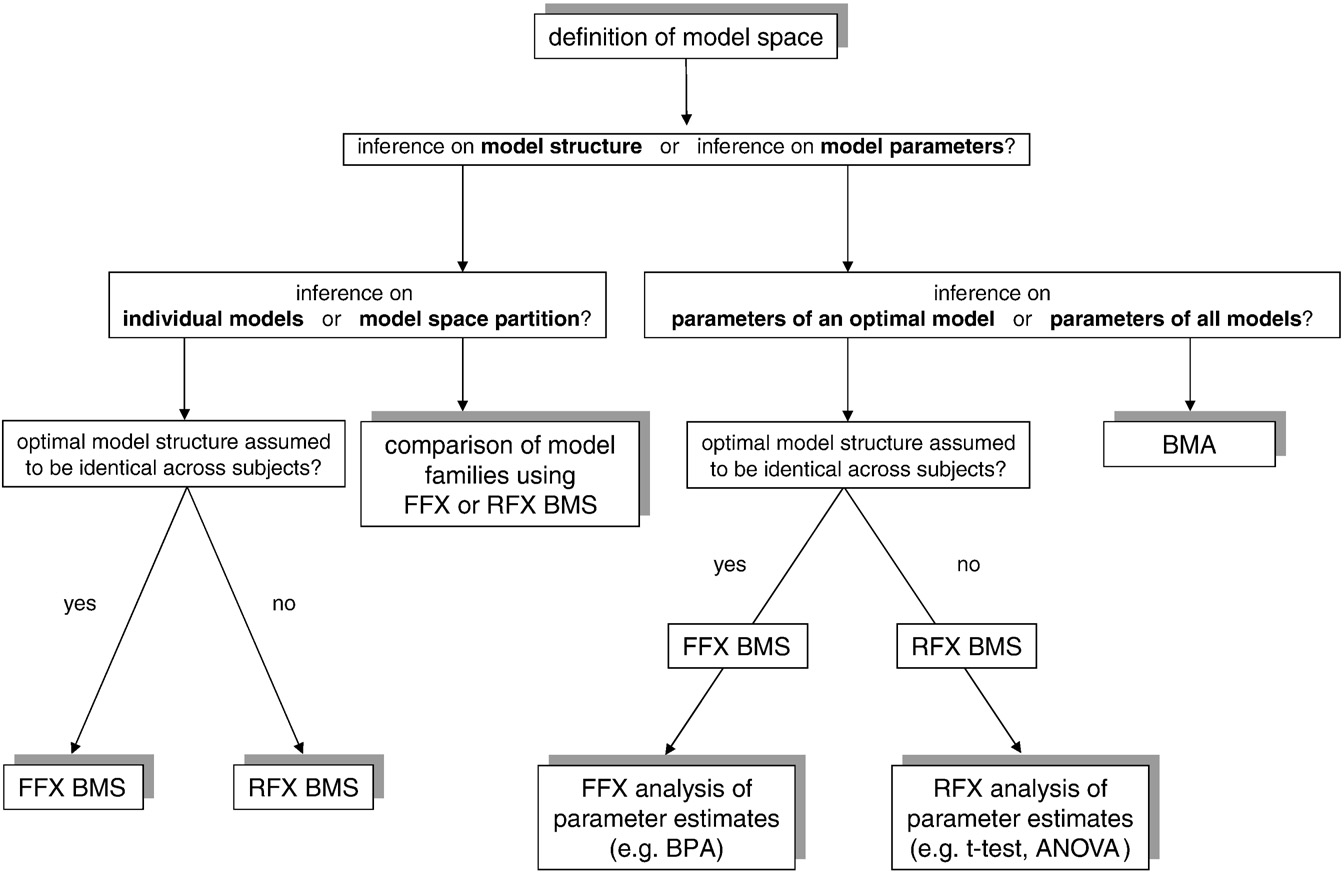 definition of model space
inference on model structure or inference on model parameters?
inference on
individual models or model space partition?
inference on
parameters of an optimal model or parameters of all models?
optimal model structure assumed
to be identical across subjects?
comparison of model
families using
FFX or RFX BMS
optimal model structure assumed
to be identical across subjects?
BMA
yes
no
yes
no
FFX BMS
RFX BMS
FFX BMS
RFX BMS
FFX analysis of
parameter estimates
(e.g. BPA)
RFX analysis of
parameter estimates
(e.g. t-test, ANOVA)